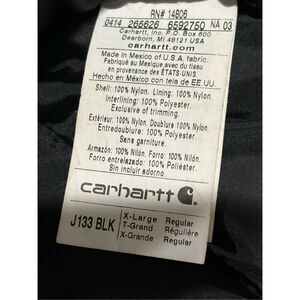 RN# 14806
0414 265626 6592750 NA 03
Carhartt, Inc. P.O. Box 600
Dearborn, MI 48121 USA
carhartt.com
Made in Mexico of U.S.A. fabric.
Fabriqué au Mexique avec du tissu
en provenance des ÉTATS-UNIS.
Hecho en México con tela de EE UU.
Shell: 100% Nylon. Lining: 100% Nylon.
Interlining: 100% Polyester.
Exclusive of trimming.
Extérieur: 100% Nylon. Doublure 100% Nylon.
Entredoublure: 100% Polyester.
Sans garniture.
Armazón: 100% Nilón. Forro: 100% Nilón.
Forro entrelazado: 100% Poliester.
Sin incluir adorno.
carhartt
J133 BLK
X-Large Regular
T-Grand Régulière
X-Grande Regular